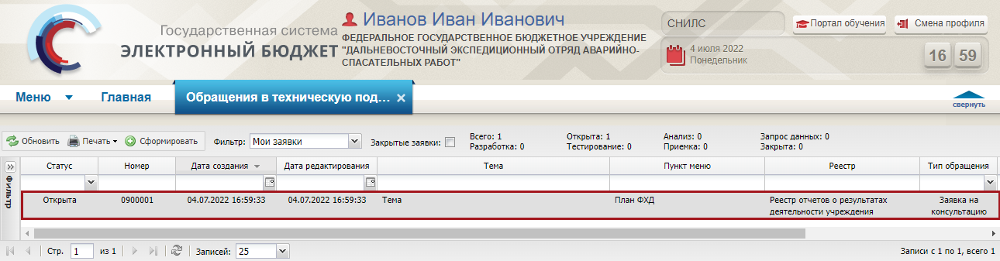 Государственная система
ЭЛЕКТРОННЫЙ БЮДЖЕТ
Иванов Иван Иванович
ФЕДЕРАЛЬНОЕ ГОСУДАРСТВЕННОЕ БЮДЖЕТНОЕ УЧРЕЖДЕНИЕ
"ДАЛЬНЕВОСТОЧНЫЙ ЭКСПЕДИЦИОННЫЙ ОТРЯД АВАРИЙНО-
СПАСАТЕЛЬНЫХ РАБОТ"
СНИЛС
Портал обучения
Смена профиля
4 июля 2022
Понедельник
16 59
Меню Главная Обращения в техническую под...
свернуть
Обновить Печать Сформировать Фильтр: Мои заявки Закрытые заявки:
Всего: 1 Открыта: 1 Анализ: 0 Запрос данных: 0
Разработка: 0 Тестирование: 0 Приемка: 0 Закрыта: 0
Фильтр
Статус Номер Дата создания Дата редактирования Тема Пункт меню Реестр Тип обращения
Открыта 0900001 04.07.2022 16:59:33 04.07.2022 16:59:33 Тема План ФХД Реестр отчетов о результатах Заявка на
деятельности учреждения консультацию
Стр. 1 из 1 Записей: 25 Записи с 1 по 1, всего 1